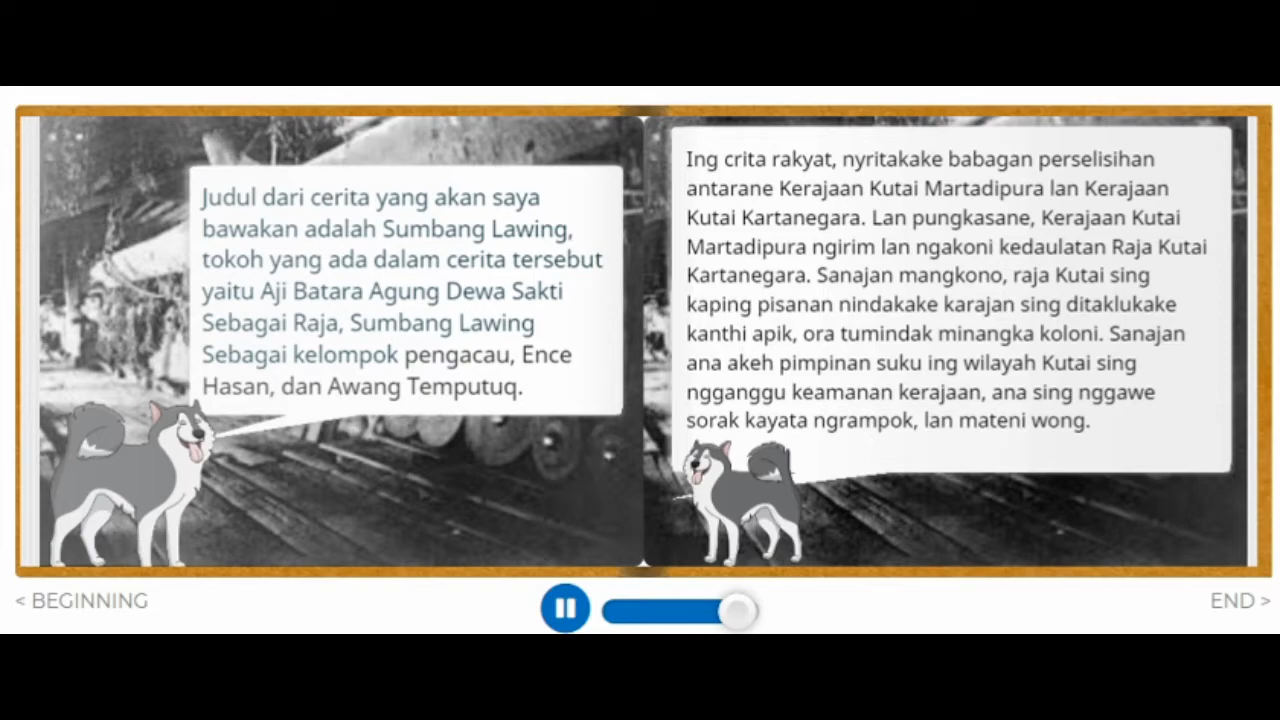 Judul dari cerita yang akan saya
bawakan adalah Sumbang Lawing,
tokoh yang ada dalam cerita tersebut
yaitu Aji Batara Agung Dewa Sakti
Sebagai Raja, Sumbang Lawing
Sebagai kelompok pengacau, Ence
Hasan, dan Awang Temputuq.
Ing crita rakyat, nyritakake babagan perselisihan
antarane Kerajaan Kutai Martadipura lan Kerajaan
Kutai Kartanegara. Lan pungkasane, Kerajaan Kutai
Martadipura ngirim lan ngakoni kedaulatan Raja Kutai
Kartanegara. Sanajan mangkono, raja Kutai sing
kaping pisanan nindakake karajan sing ditaklukake
kanthi apik, ora tumindak minangka koloni. Sanajan
ana akeh pimpinan suku ing wilayah Kutai sing
ngganggu keamanan kerajaan, ana sing nggawe
sorak kayata ngrampok, lan mateni wong.
< BEGINNING
END >